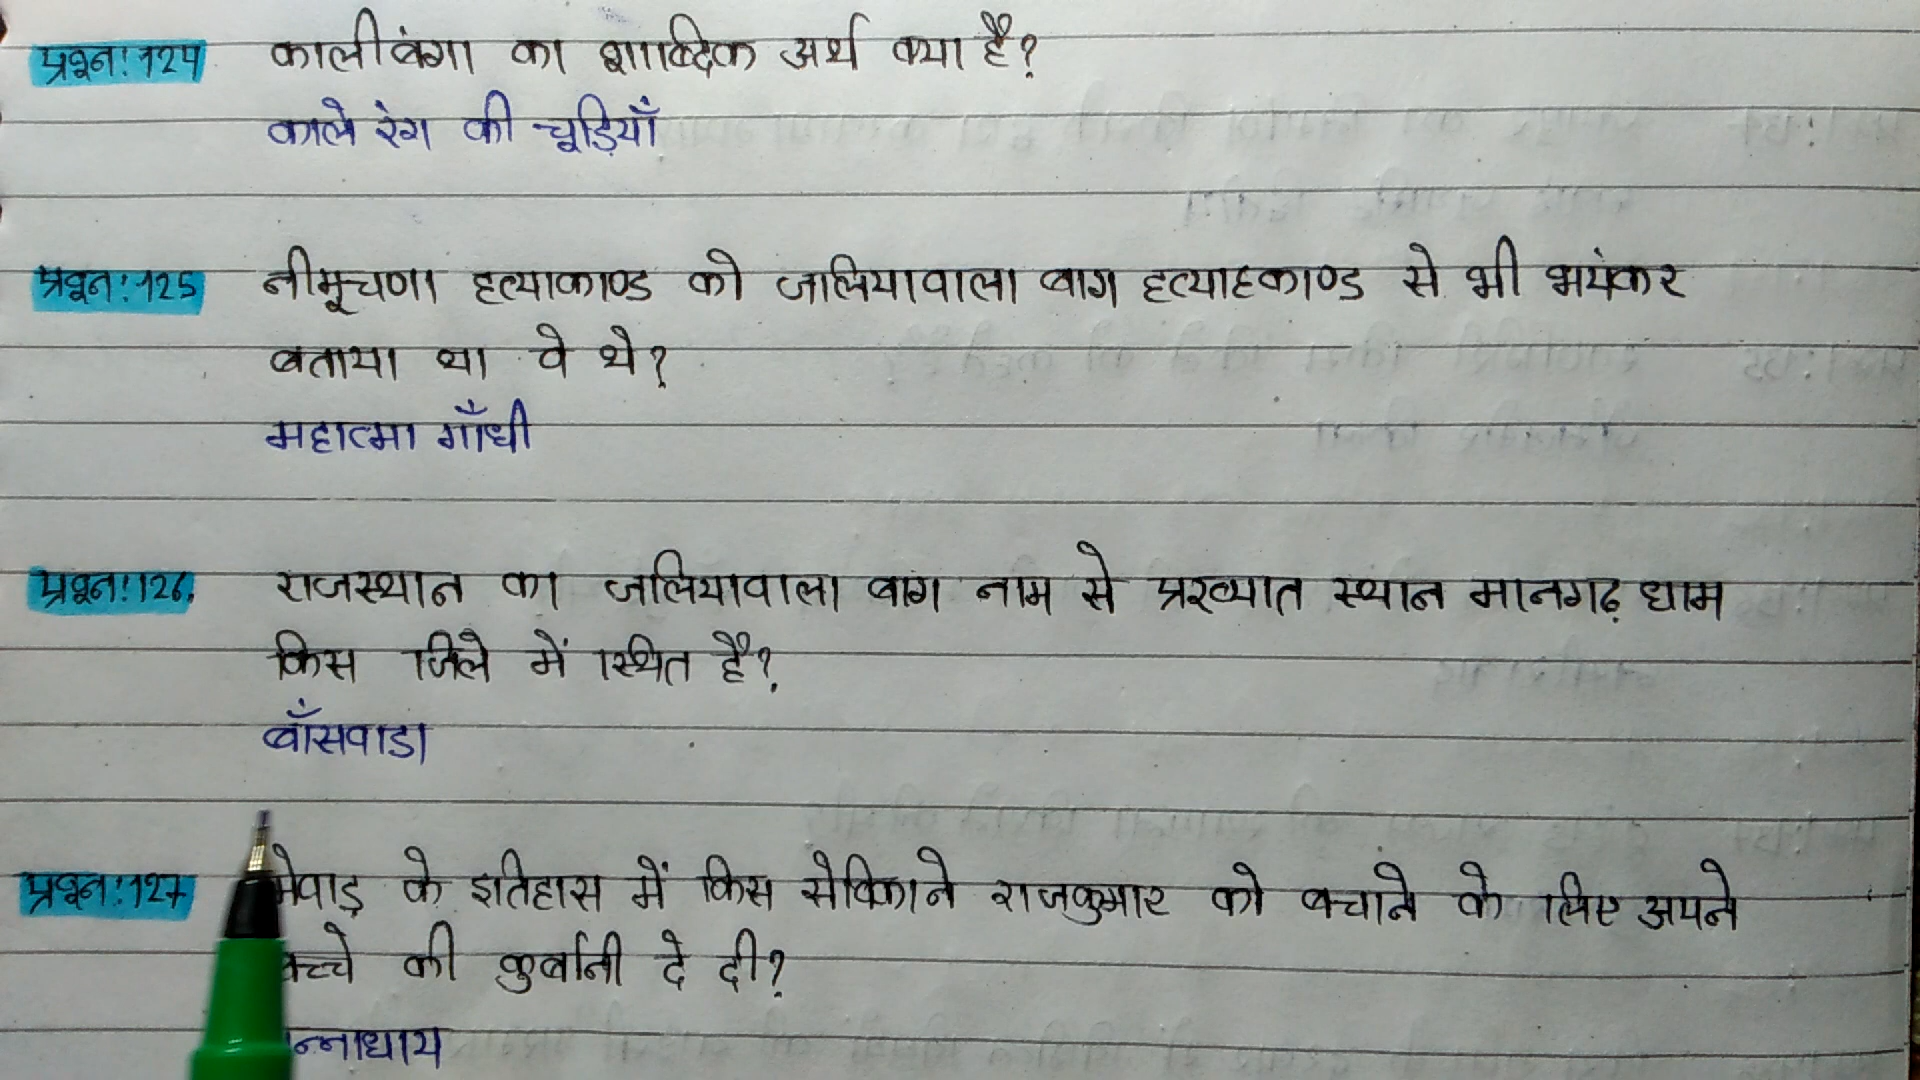 प्रश्न: 124 कालीबंगा का शाब्दिक अर्थ क्या है?
काले रंग की चूड़ियाँ
प्रश्न: 125 नीमूचणा हत्याकाण्ड को जलियावाला बाग हत्याहकाण्ड से भी भयंकर
बताया था वे थे?
महात्मा गाँधी
प्रश्न: 126. राजस्थान का जलियावाला बाग नाम से प्रख्यात स्थान मानगढ़ धाम
किस जिले में स्थित है?
बाँसवाडा
प्रश्न: 127 मेवाड़ के इतिहास में किस सेविकाने राजकुमार को बचाने के लिए अपने
बच्चे की कुर्बानी दे दी?
न्नाधाय